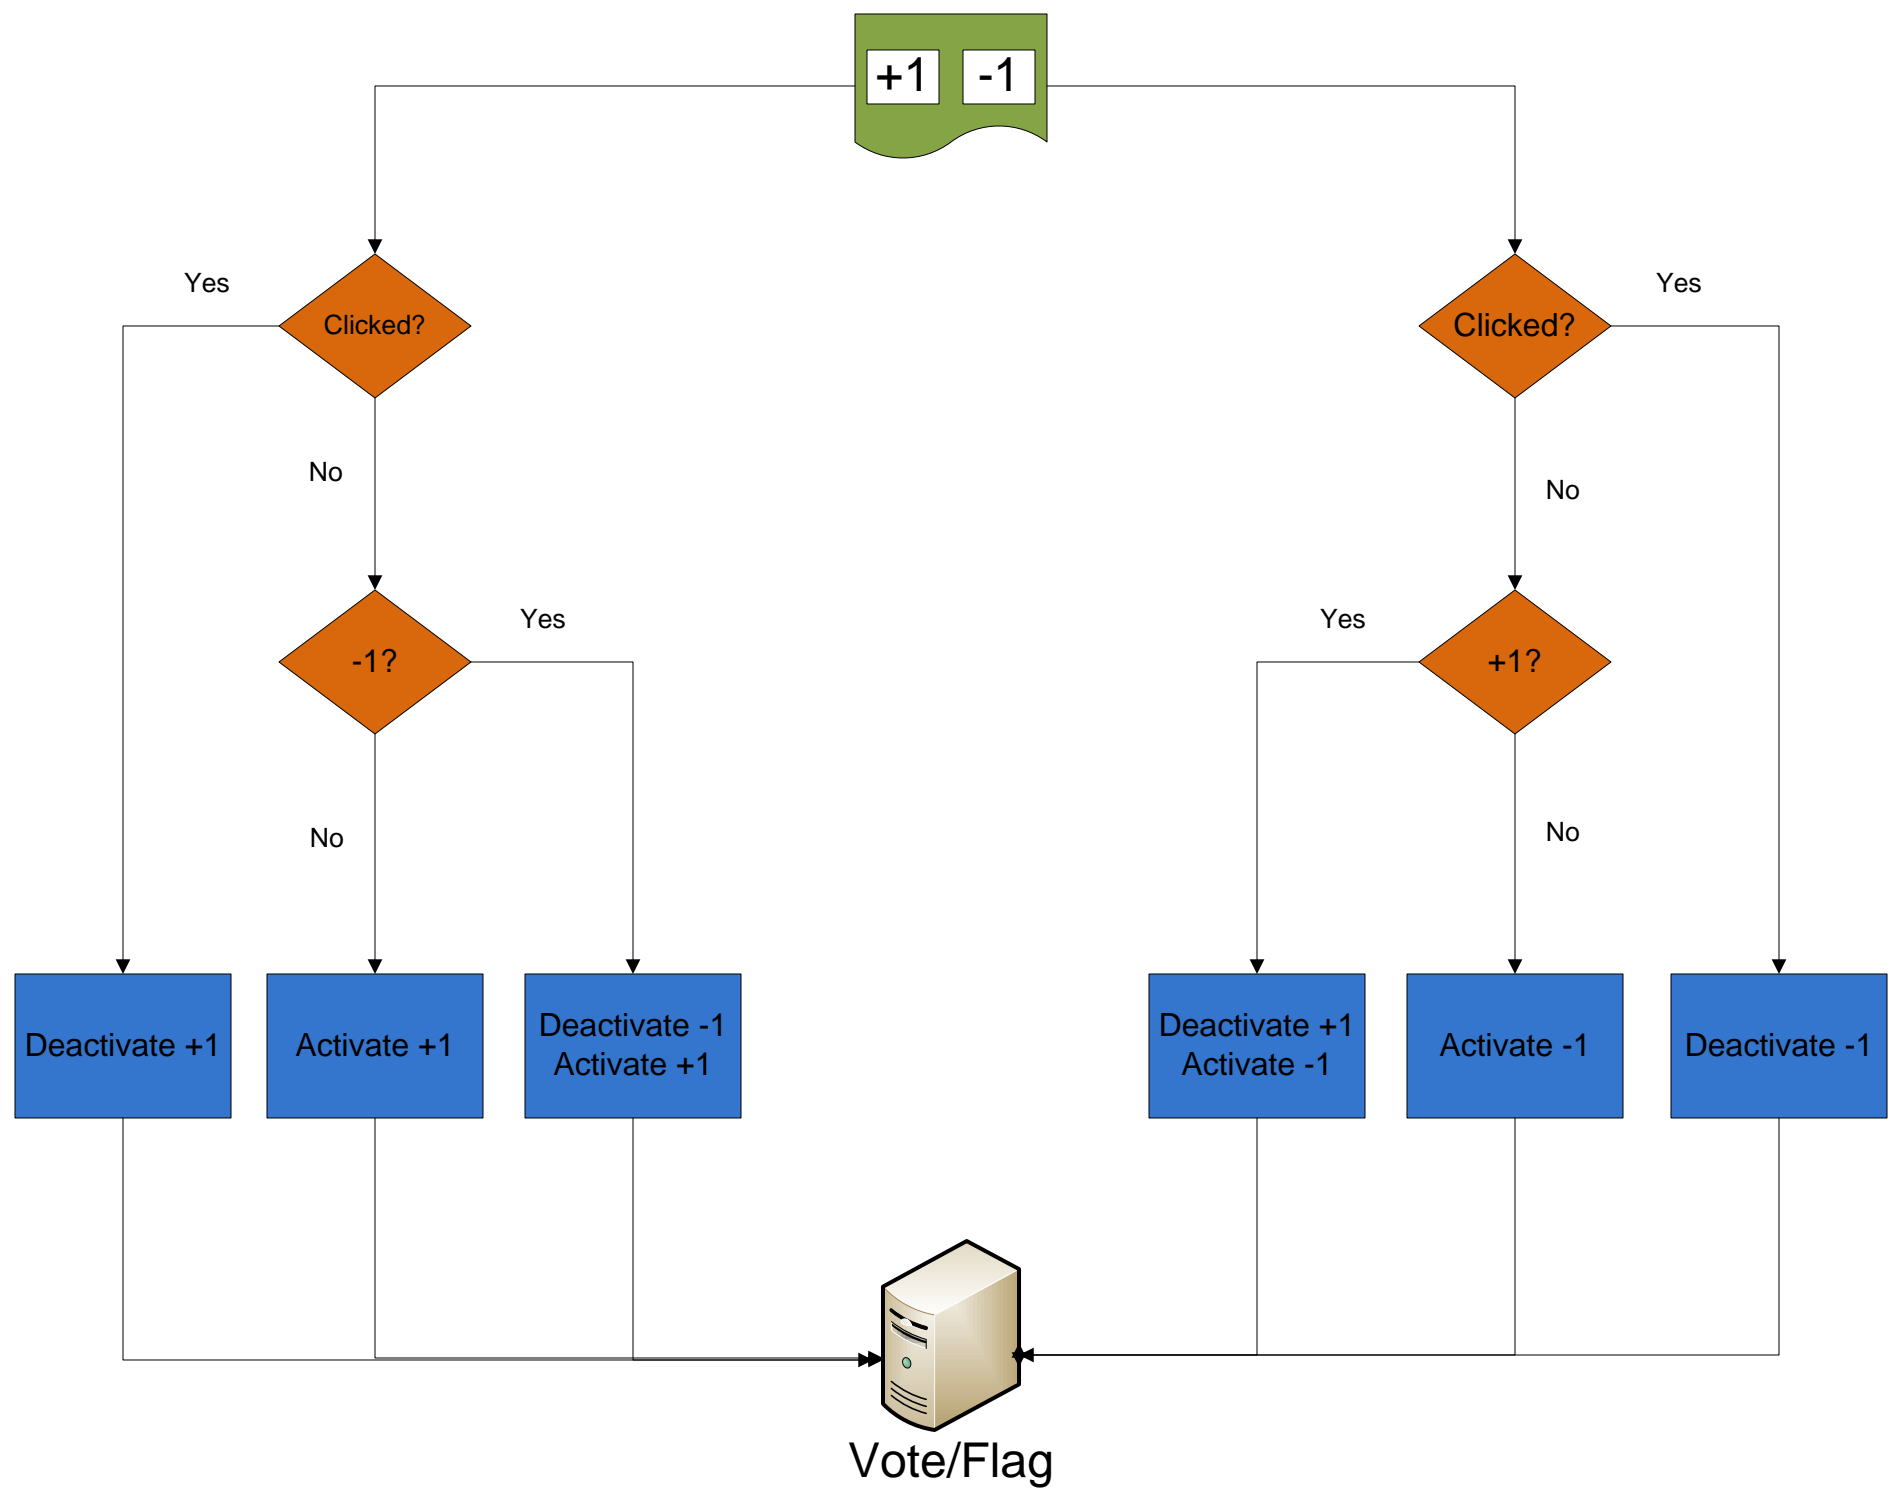 +1 -1
Yes
Clicked?
Clicked?
Yes
No
No
Yes
-1?
Yes
+1?
No
No
Deactivate +1
Activate +1
Deactivate -1
Activate +1
Deactivate +1
Activate -1
Activate -1
Deactivate -1
Vote/Flag